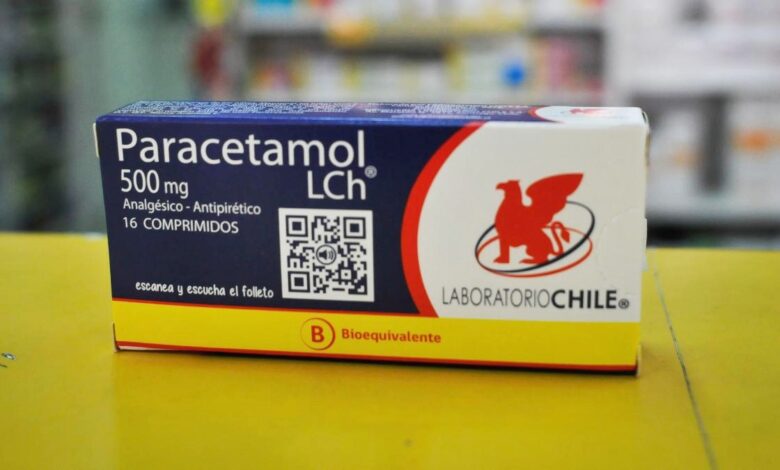 Paracetamol
LCh®
500 mg
Analgésico - Antipirético
16 COMPRIMIDOS
escanea y escucha el folleto
LABORATORIOCHILE®
B Bioequivalente